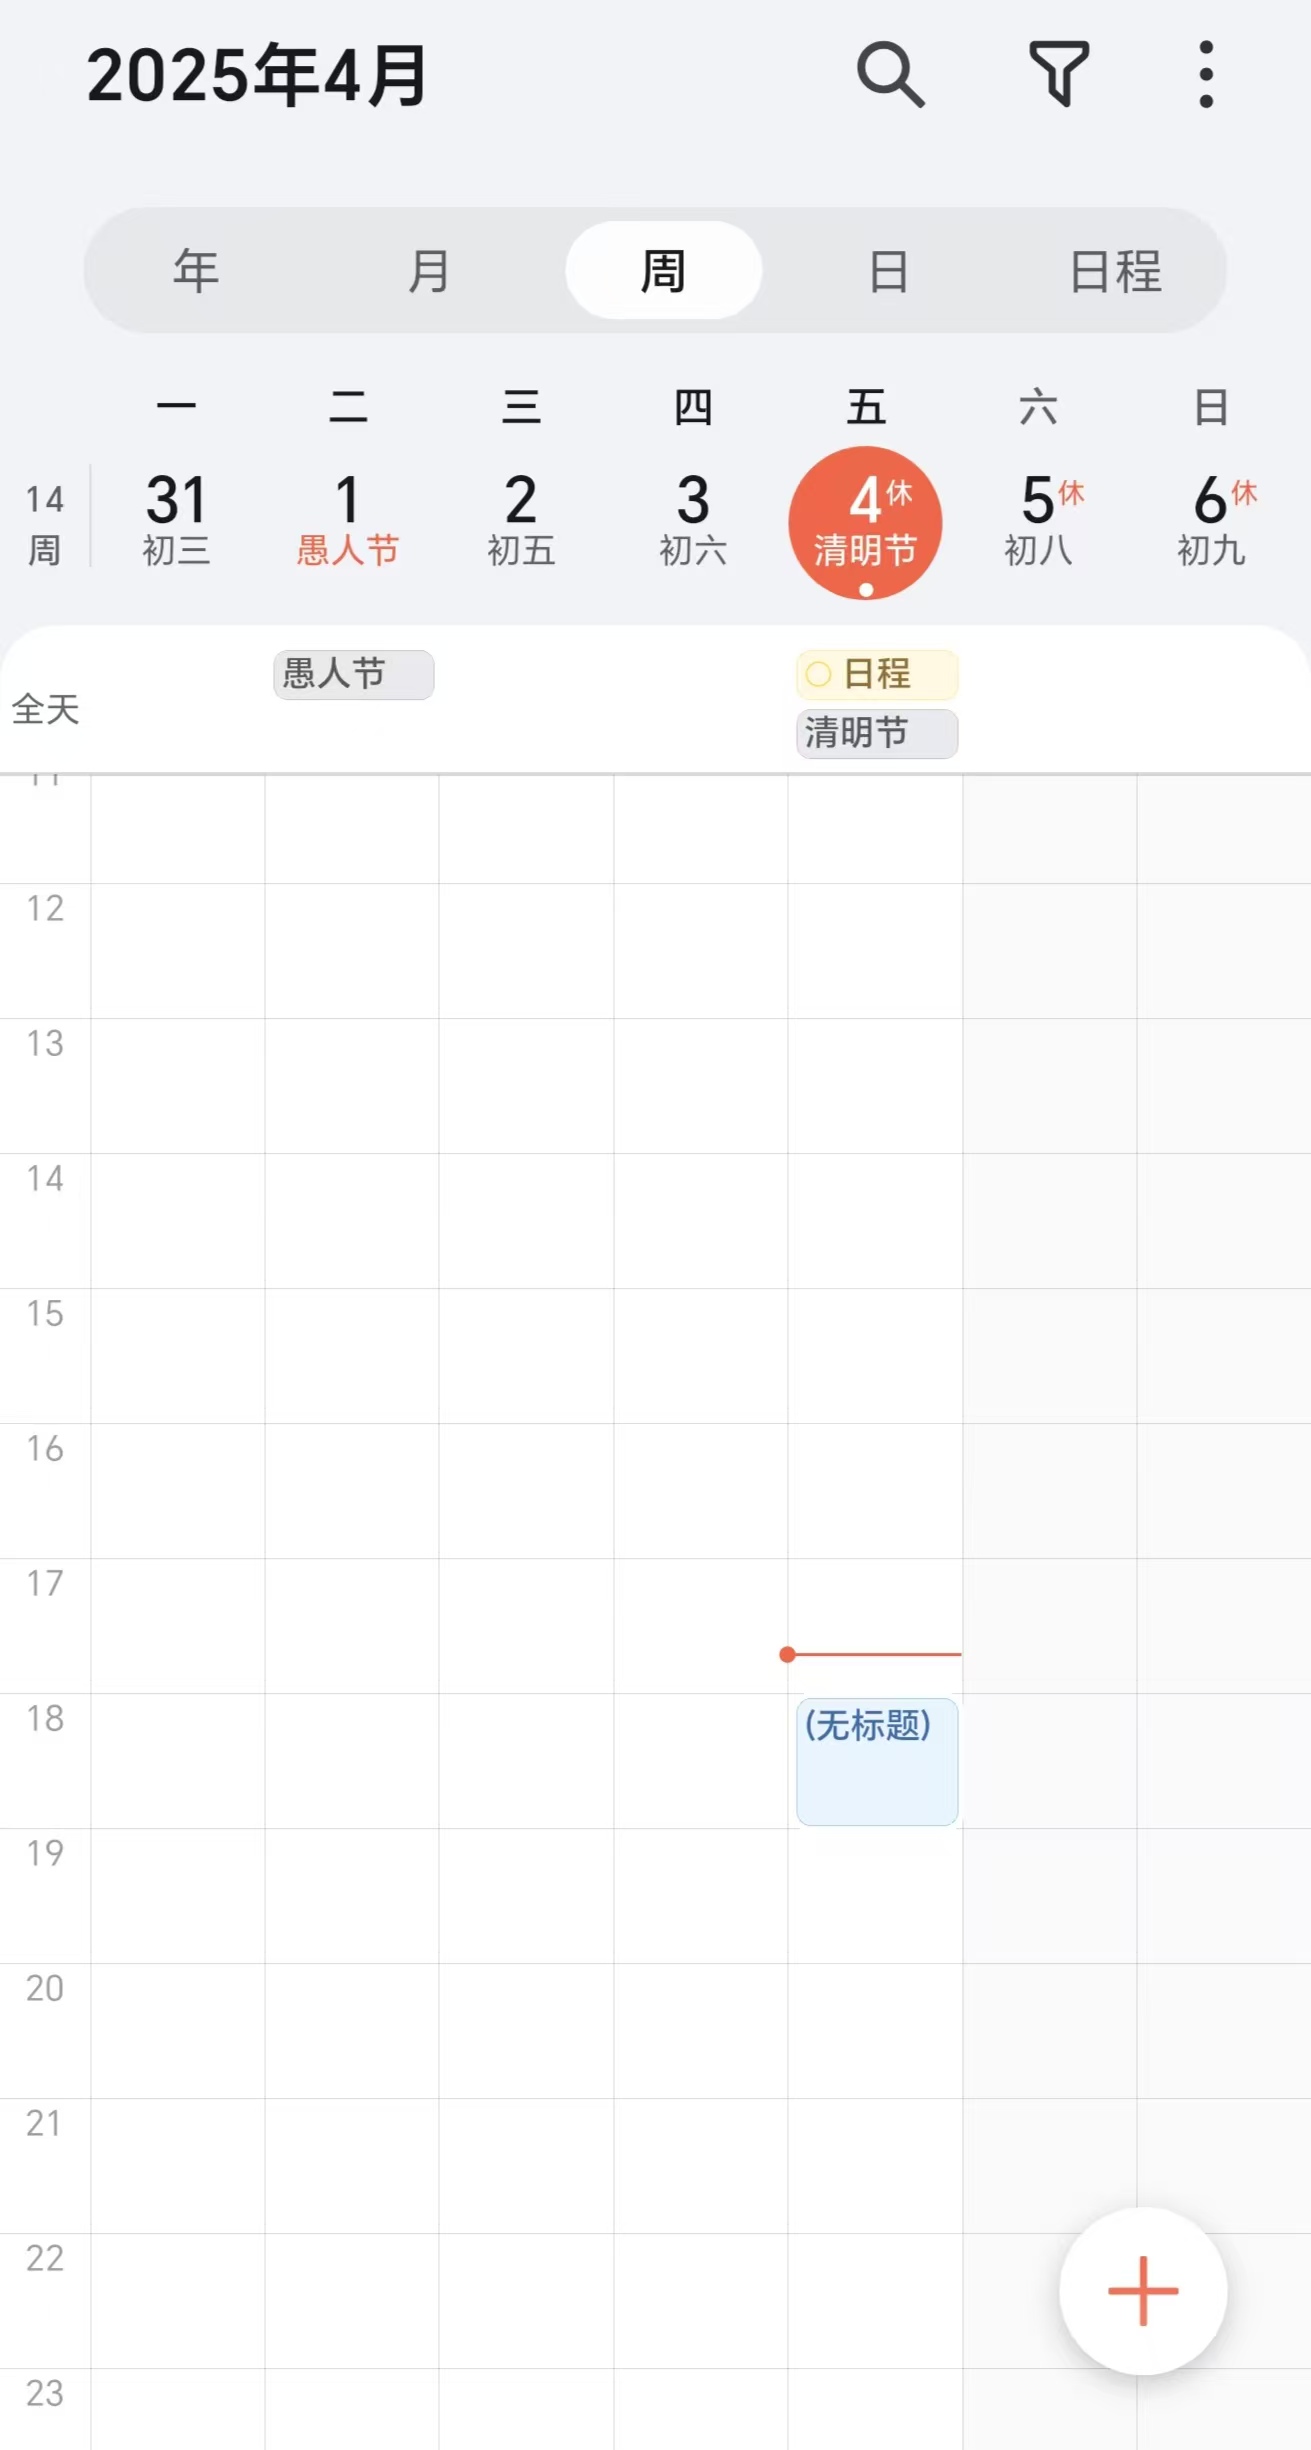 2025年4月
年 月 周 日 日程
一 二 三 四 五 六 日
14 31 1 2 3 4休 5休 6休
周 初三 愚人节 初五 初六 清明节 初八 初九
愚人节 日程
全天
清明节
11
12
13
14
15
16
17
18 (无标题)
19
20
21
22
23